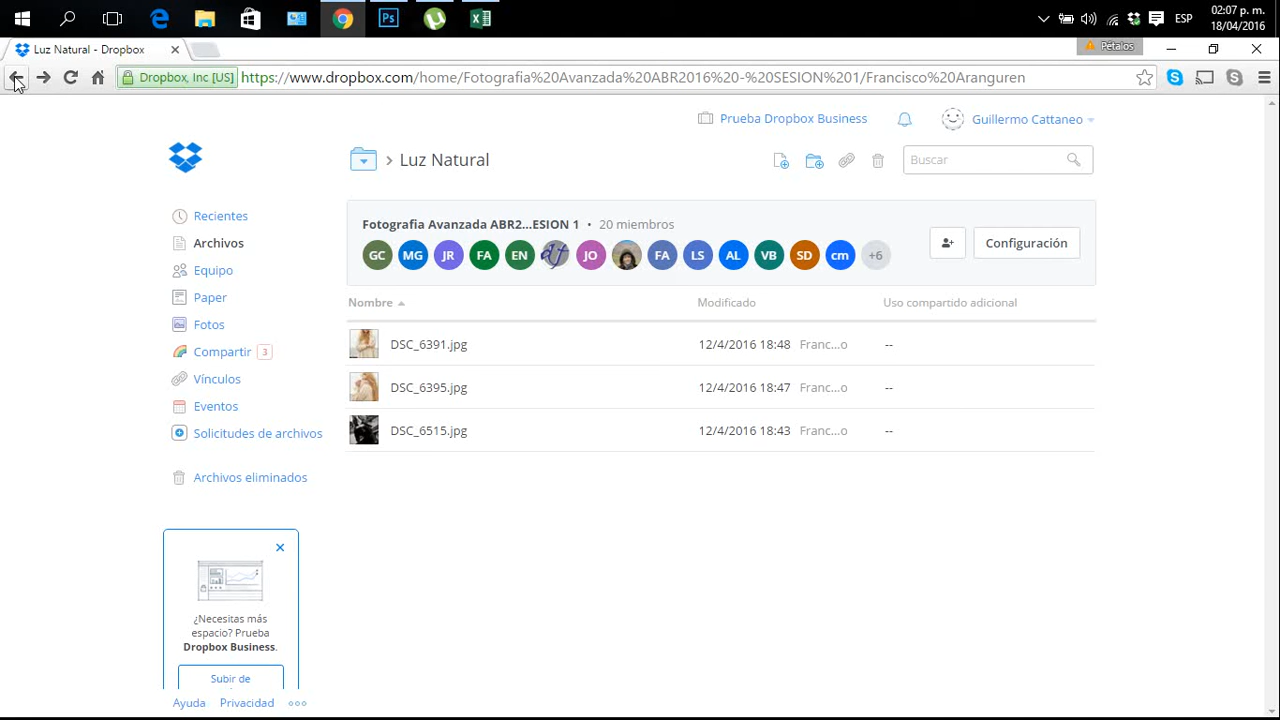 Ps
ESP
02:07 p. m.
18/04/2016
Luz Natural - Dropbox
Pétalos
Dropbox, Inc [US]
https://www.dropbox.com/home/Fotografia%20Avanzada%20ABR2016%20-%20SESION%201/Francisco%20Aranguren
Prueba Dropbox Business
Guillermo Cattaneo
Luz Natural
Buscar
Recientes
Archivos
Equipo
Paper
Fotos
Compartir 3
Vínculos
Eventos
Solicitudes de archivos
Archivos eliminados
Fotografia Avanzada ABR2...ESION 1 • 20 miembros
GC MG JR FA EN df JO FA LS AL VB SD cm +6
Configuración
Nombre Modificado Uso compartido adicional
DSC_6391.jpg 12/4/2016 18:48 Franc...o --
DSC_6395.jpg 12/4/2016 18:47 Franc...o --
DSC_6515.jpg 12/4/2016 18:43 Franc...o --
¿Necesitas más
espacio? Prueba
Dropbox Business.
Subir de
Ayuda Privacidad